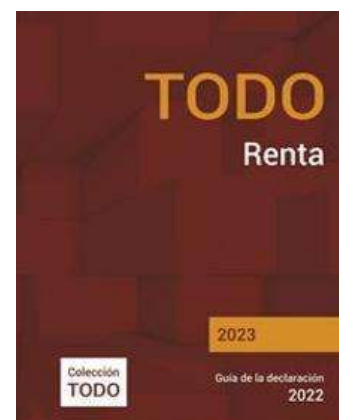 TODO
Renta
2023
Colección
TODO
Guía de la declaración
2022